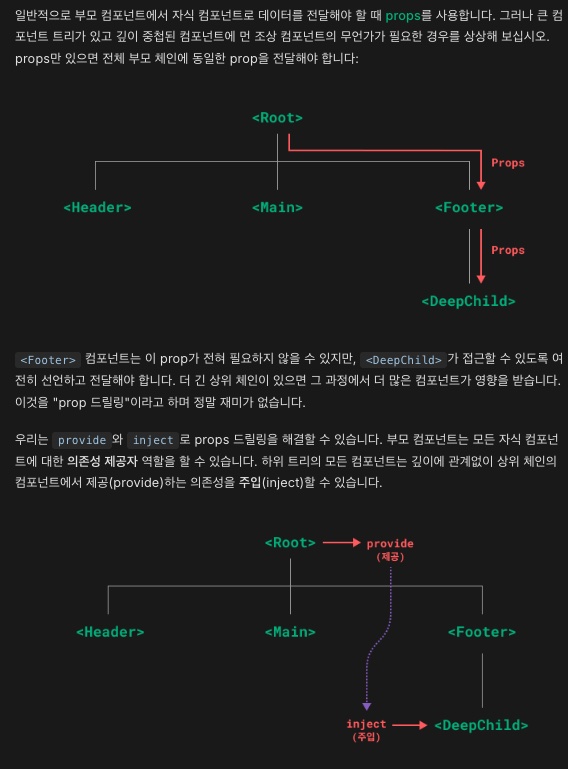 일반적으로 부모 컴포넌트에서 자식 컴포넌트로 데이터를 전달해야 할 때 props를 사용합니다. 그러나 큰 컴
포넌트 트리가 있고 깊이 중첩된 컴포넌트에 먼 조상 컴포넌트의 무언가가 필요한 경우를 상상해 보십시오.
props만 있으면 전체 부모 체인에 동일한 prop을 전달해야 합니다:
<Root>
Props
<Header>
<Main>
<Footer>
Props
<DeepChild>
<Footer> 컴포넌트는 이 prop가 전혀 필요하지 않을 수 있지만, <DeepChild> 가 접근할 수 있도록 여
전히 선언하고 전달해야 합니다. 더 긴 상위 체인이 있으면 그 과정에서 더 많은 컴포넌트가 영향을 받습니다.
이것을 "prop 드릴링"이라고 하며 정말 재미가 없습니다.
우리는 provide 와 inject 로 props 드릴링을 해결할 수 있습니다. 부모 컴포넌트는 모든 자식 컴포넌
트에 대한 의존성 제공자 역할을 할 수 있습니다. 하위 트리의 모든 컴포넌트는 깊이에 관계없이 상위 체인의
컴포넌트에서 제공(provide)하는 의존성을 주입(inject)할 수 있습니다.
<Root>
provide
(제공)
<Header>
<Main>
<Footer>
inject
(주입)
<DeepChild>